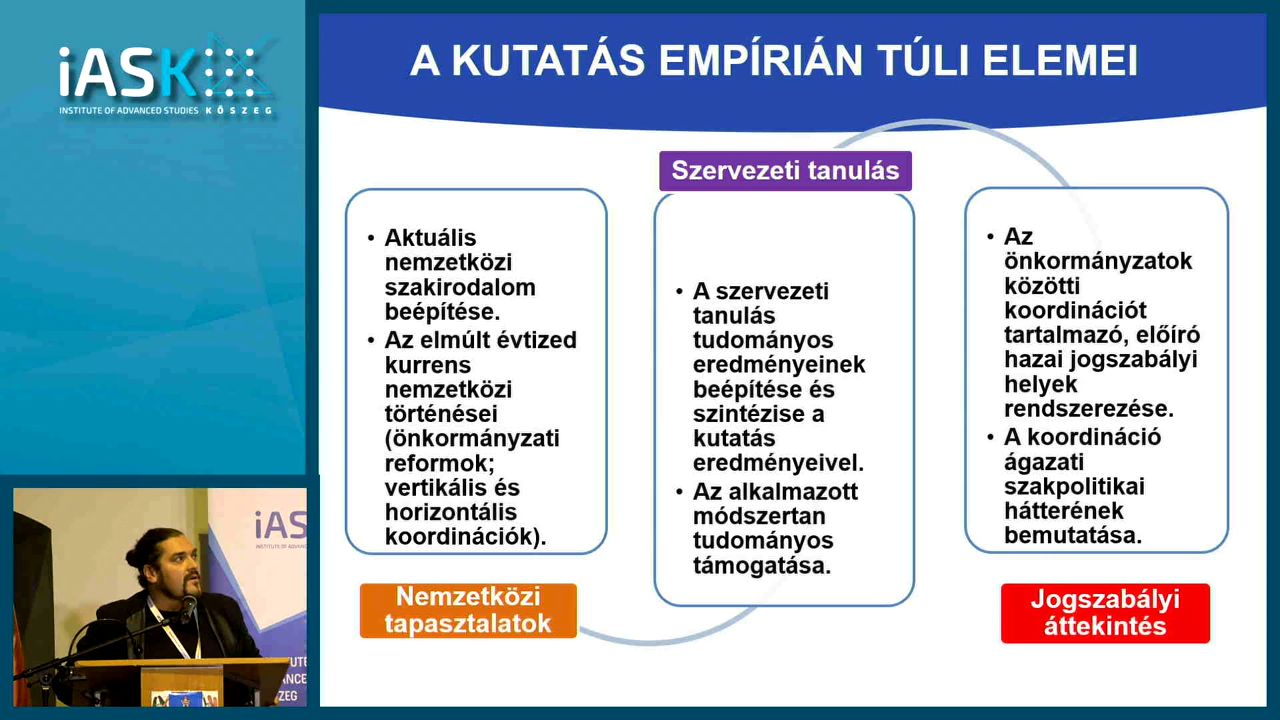 iASK
INSTITUTE OF ADVANCED STUDIES KŐSZEG
A KUTATÁS EMPÍRIÁN TÚLI ELEMEI
• Aktuális
nemzetközi
szakirodalom
beépítése.
• Az elmúlt évtized
kurrens
nemzetközi
történései
(önkormányzati
reformok;
vertikális és
horizontális
koordinációk).
Nemzetközi
tapasztalatok
Szervezeti tanulás
• A szervezeti
tanulás
tudományos
eredményeinek
beépítése és
szintézise a
kutatás
eredményeivel.
• Az alkalmazott
módszertan
tudományos
támogatása.
• Az
önkormányzatok
közötti
koordinációt
tartalmazó, előíró
hazai jogszabályi
helyek
rendszerezése.
• A koordináció
ágazati
szakpolitikai
hátterének
bemutatása.
Jogszabályi
áttekintés
iAS